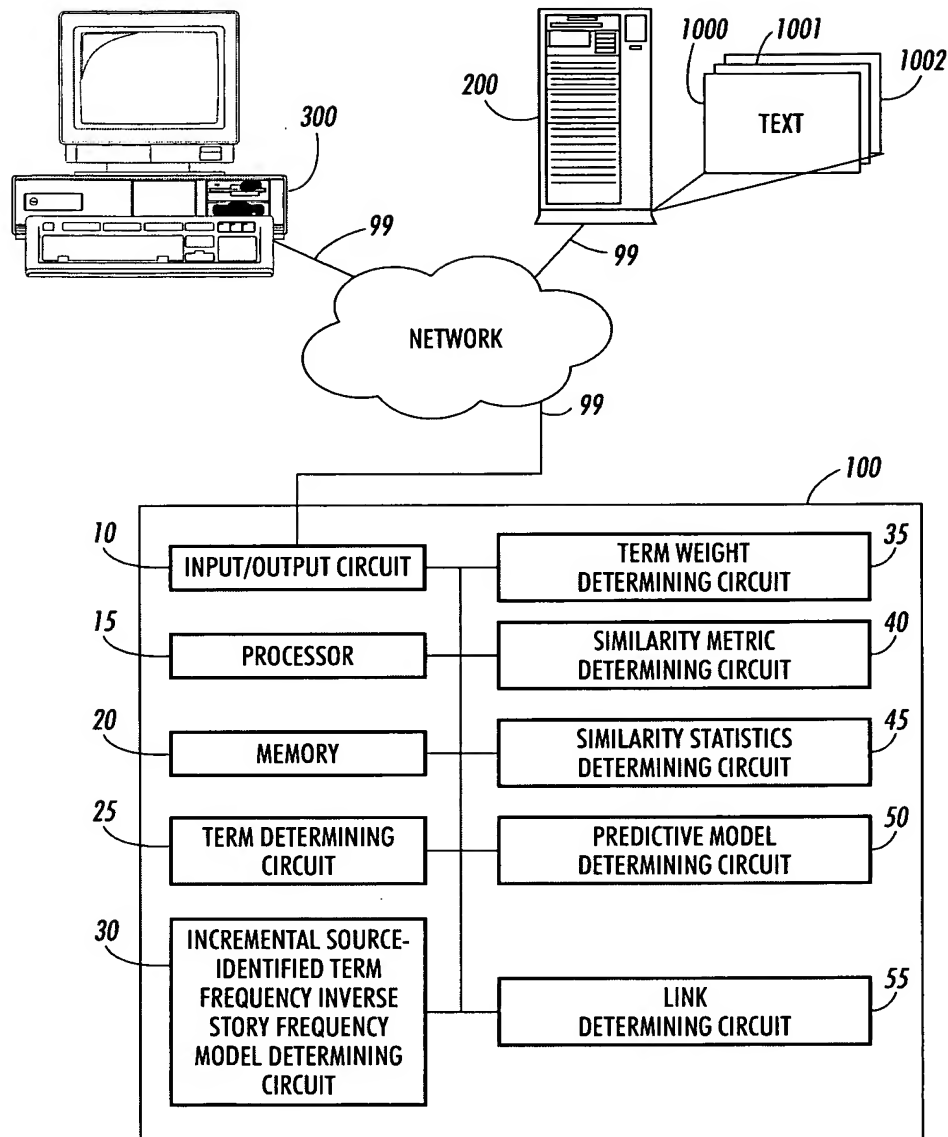 1000
1001
1002
200
TEXT
300
99
99
NETWORK
99
100
10
INPUT/OUTPUT CIRCUIT
35
TERM WEIGHT
DETERMINING CIRCUIT
15
PROCESSOR
40
SIMILARITY METRIC
DETERMINING CIRCUIT
20
MEMORY
45
SIMILARITY STATISTICS
DETERMINING CIRCUIT
25
TERM DETERMINING
CIRCUIT
50
PREDICTIVE MODEL
DETERMINING CIRCUIT
30
INCREMENTAL SOURCE-
IDENTIFIED TERM
FREQUENCY INVERSE
STORY FREQUENCY
MODEL DETERMINING
CIRCUIT
55
LINK
DETERMINING CIRCUIT